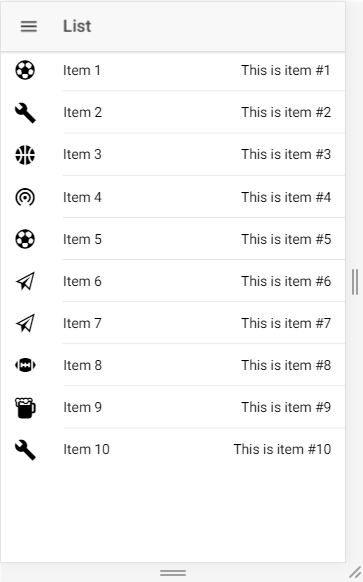 List
Item 1 This is item #1
Item 2 This is item #2
Item 3 This is item #3
Item 4 This is item #4
Item 5 This is item #5
Item 6 This is item #6
Item 7 This is item #7
Item 8 This is item #8
Item 9 This is item #9
Item 10 This is item #10